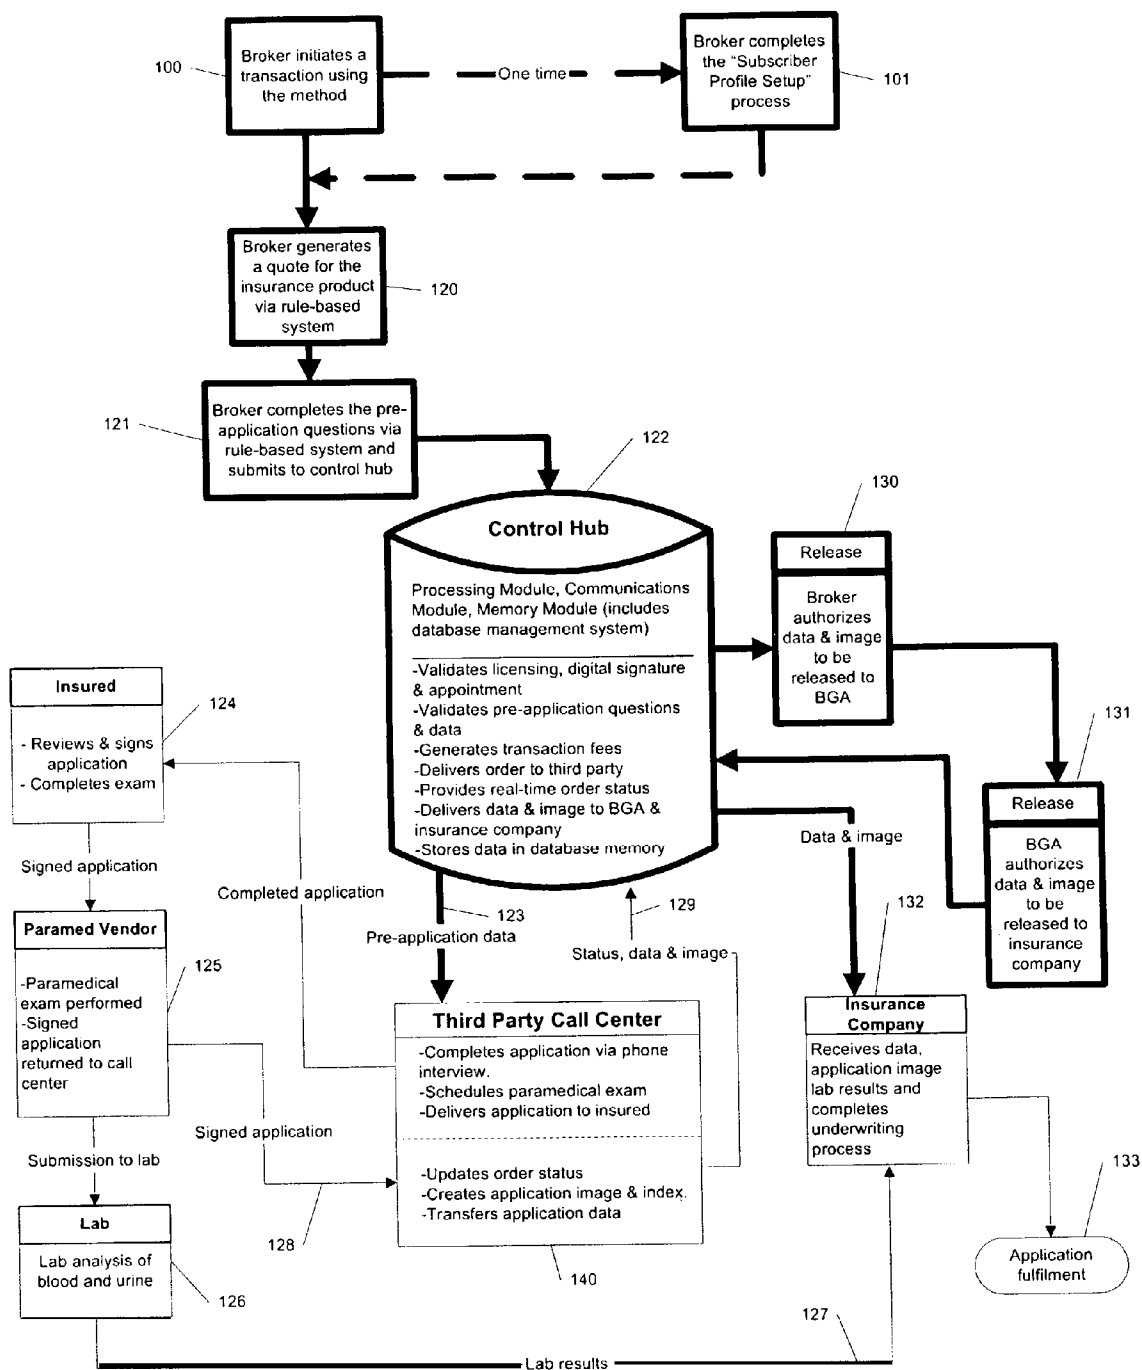 Broker initiates a
transaction using
the method
100
One time
Broker completes
the "Subscriber
Profile Setup"
process
101
Broker generates
a quote for the
insurance product
via rule-based
system
120
Broker completes the pre-
application questions via
rule-based system and
submits to control hub
121
122
Control Hub
Processing Module, Communications
Module, Memory Module (includes
database management system)
-Validates licensing, digital signature
& appointment
-Validates pre-application questions
& data
-Generates transaction fees
-Delivers order to third party
-Provides real-time order status
-Delivers data & image to BGA &
insurance company
-Stores data in database memory
130
Release
Broker
authorizes
data & image
to be
released to
BGA
131
Release
BGA
authorizes
data & image
to be
released to
insurance
company
Insured
- Reviews & signs
application
- Completes exam
124
Signed application
Completed application
123
Pre-application data
129
Status, data & image
Data & image
132
Paramed Vendor
-Paramedical
exam performed
-Signed
application
returned to call
center
125
Signed application
128
Submission to lab
Third Party Call Center
-Completes application via phone
interview.
-Schedules paramedical exam
-Delivers application to insured
-Updates order status
-Creates application image & index.
-Transfers application data
140
Insurance
Company
Receives data,
application image
lab results and
completes
underwriting
process
133
Application
fulfilment
Lab
Lab analysis of
blood and urine
126
127
Lab results